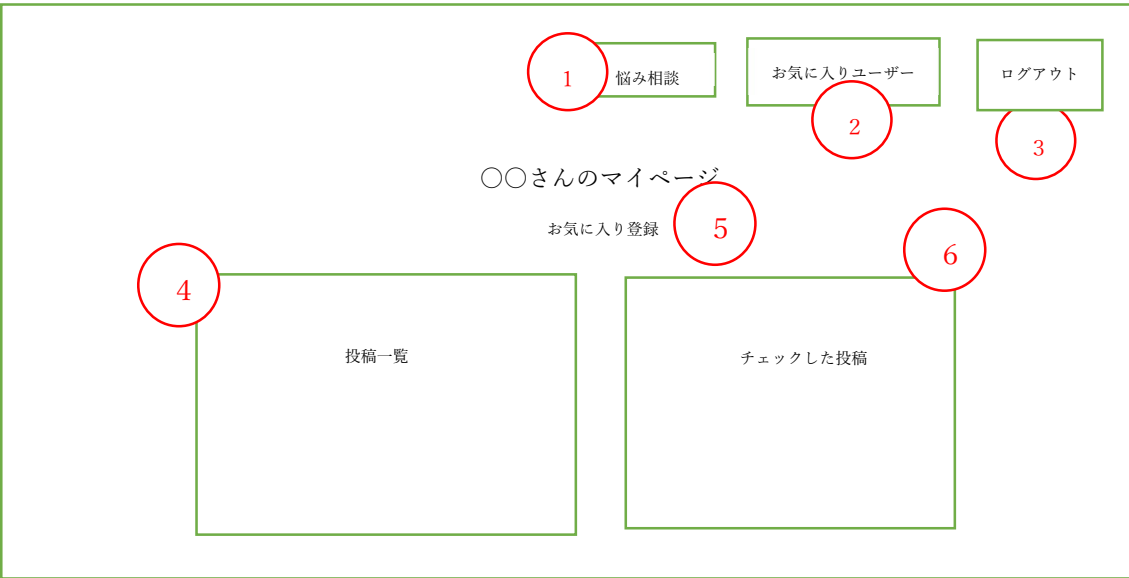 1
悩み相談
お気に入りユーザー
ログアウト
2
3
〇〇さんのマイページ
お気に入り登録
5
6
4
投稿一覧
チェックした投稿